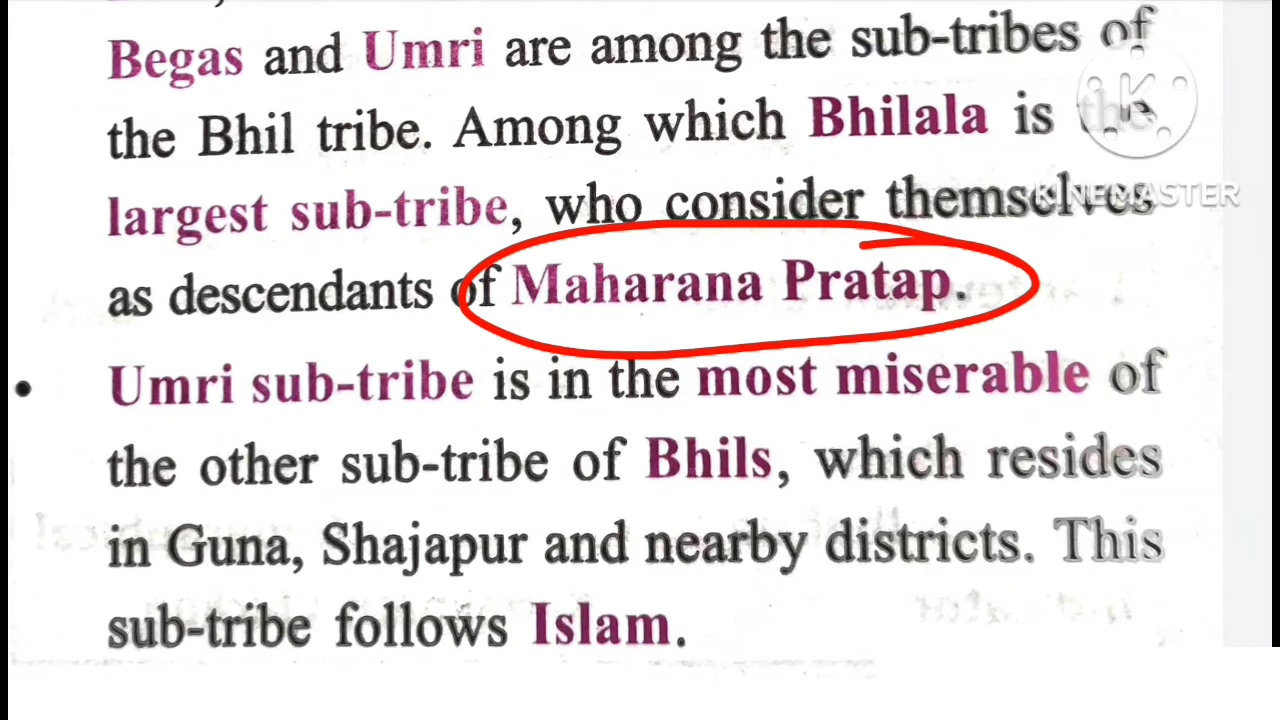 Begas and Umri are among the sub-tribes of
the Bhil tribe. Among which Bhilala is the
largest sub-tribe, who consider themselves
as descendants of Maharana Pratap.
• Umri sub-tribe is in the most miserable of
the other sub-tribe of Bhils, which resides
in Guna, Shajapur and nearby districts. This
sub-tribe follows Islam.
K
KINEMASTER